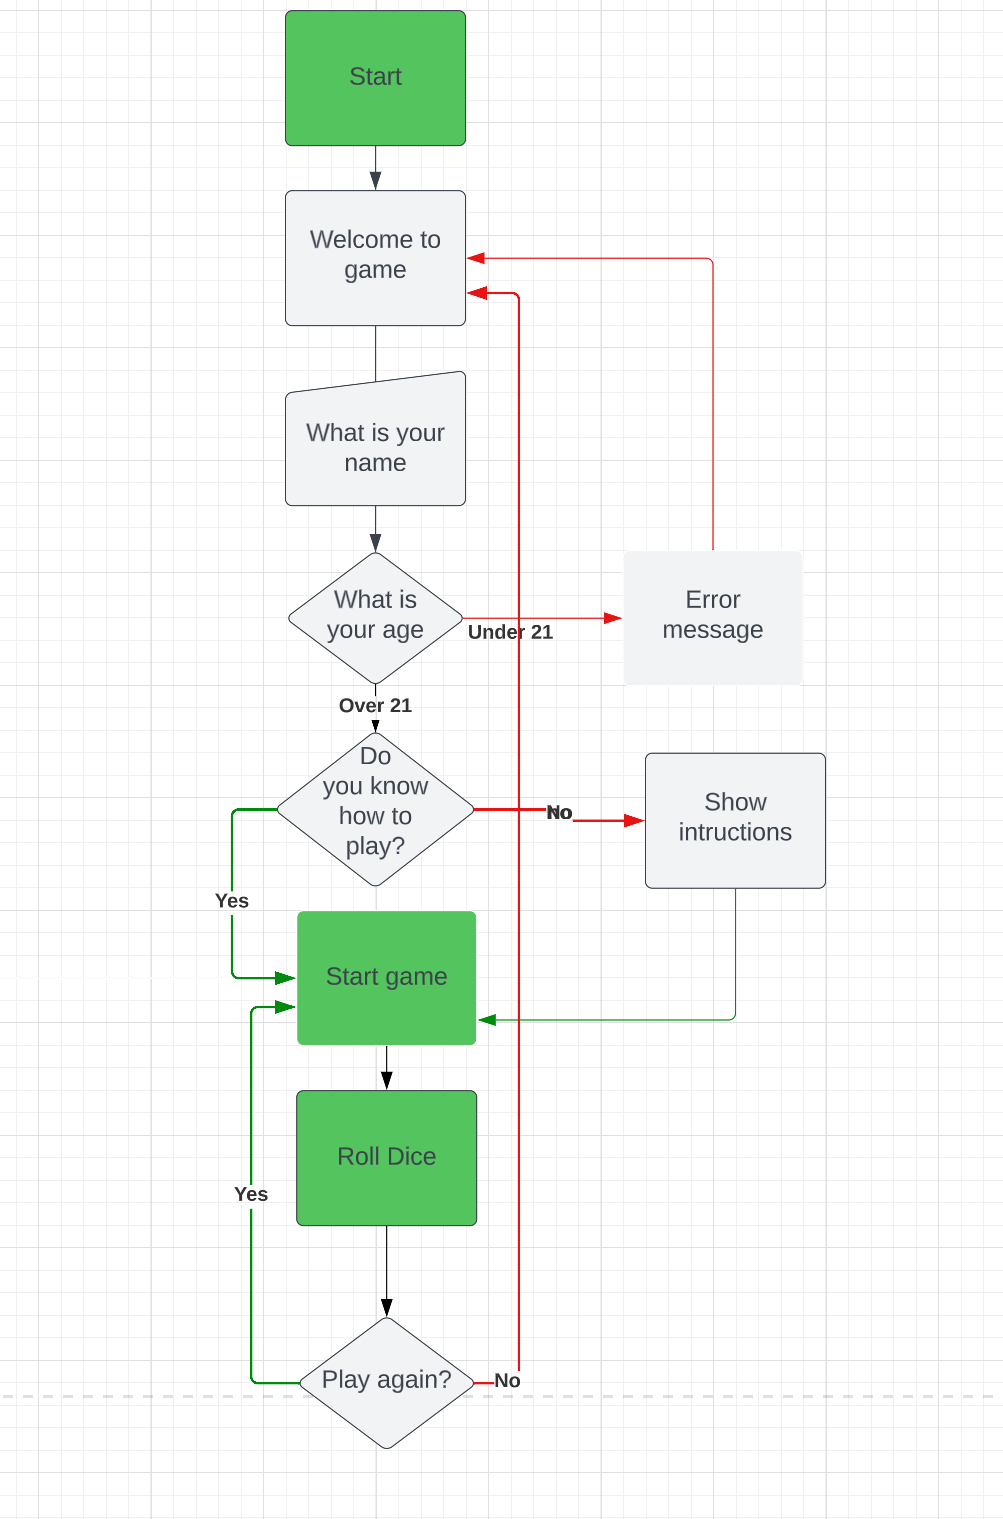 Start
Welcome to
game
What is your
name
What is
your age
Under 21
Error
message
Over 21
Do
you know
how to
play?
No
Show
intructions
Yes
Start game
Roll Dice
Yes
Play again?
No